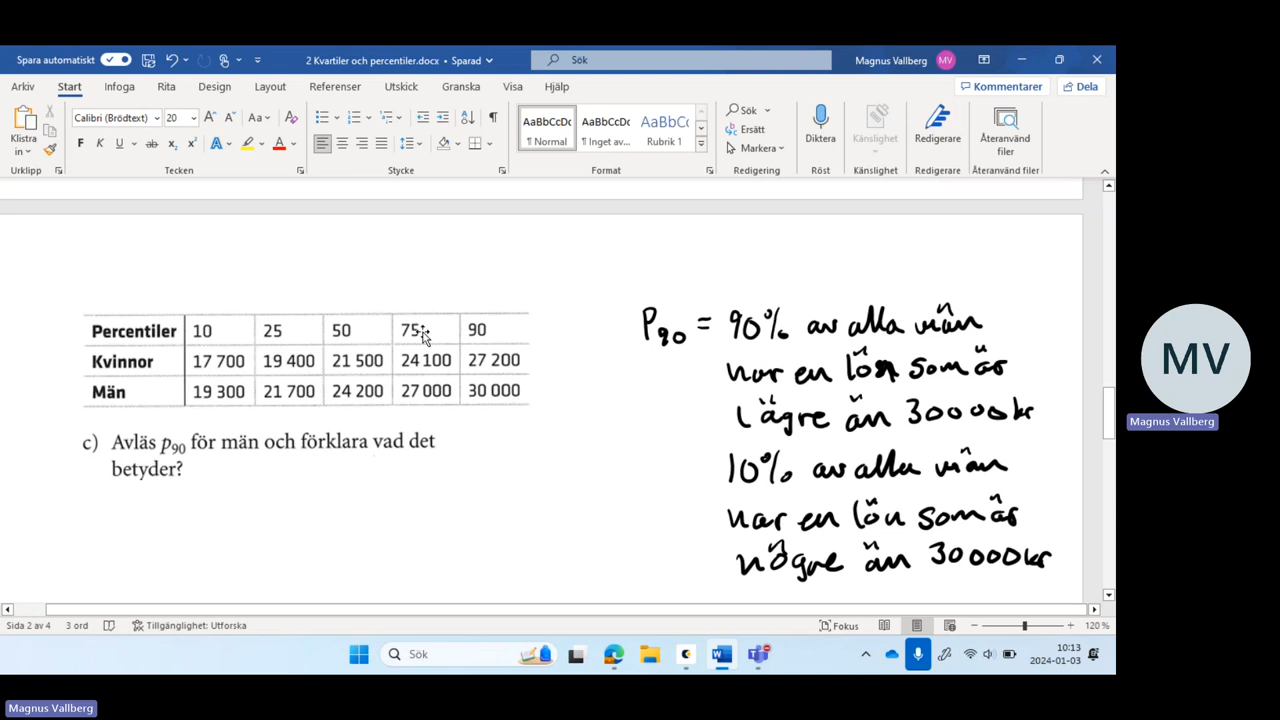 Spara automatiskt
2 Kvartiler och percentiler.docx • Sparad
Sök
Magnus Vallberg
MV
Arkiv
Start
Infoga
Rita
Design
Layout
Referenser
Utskick
Granska
Visa
Hjälp
Kommentarer
Dela
Klistra in
Urklipp
Calibri (Brödtext)
20
Tecken
Stycke
AaBbCcDc
¶ Normal
AaBbCcDc
¶ Inget av...
AaBbCc
Rubrik 1
Format
Sök
Ersätt
Markera
Redigering
Diktera
Röst
Känslighet
Känslighet
Redigerare
Redigerare
Återanvänd filer
Återanvänd filer
Percentiler 10 25 50 75 90
Kvinnor 17 700 19 400 21 500 24 100 27 200
Män 19 300 21 700 24 200 27 000 30 000
c) Avläs p90 för män och förklara vad det
betyder?
P90 = 90% av alla män
har en lön som är
lägre än 30000kr
10% av alla män
har en lön som är
högre än 30000kr
MV
Magnus Vallberg
Sida 2 av 4
3 ord
Tillgänglighet: Utforska
Fokus
120 %
Sök
10:13
2024-01-03
Magnus Vallberg